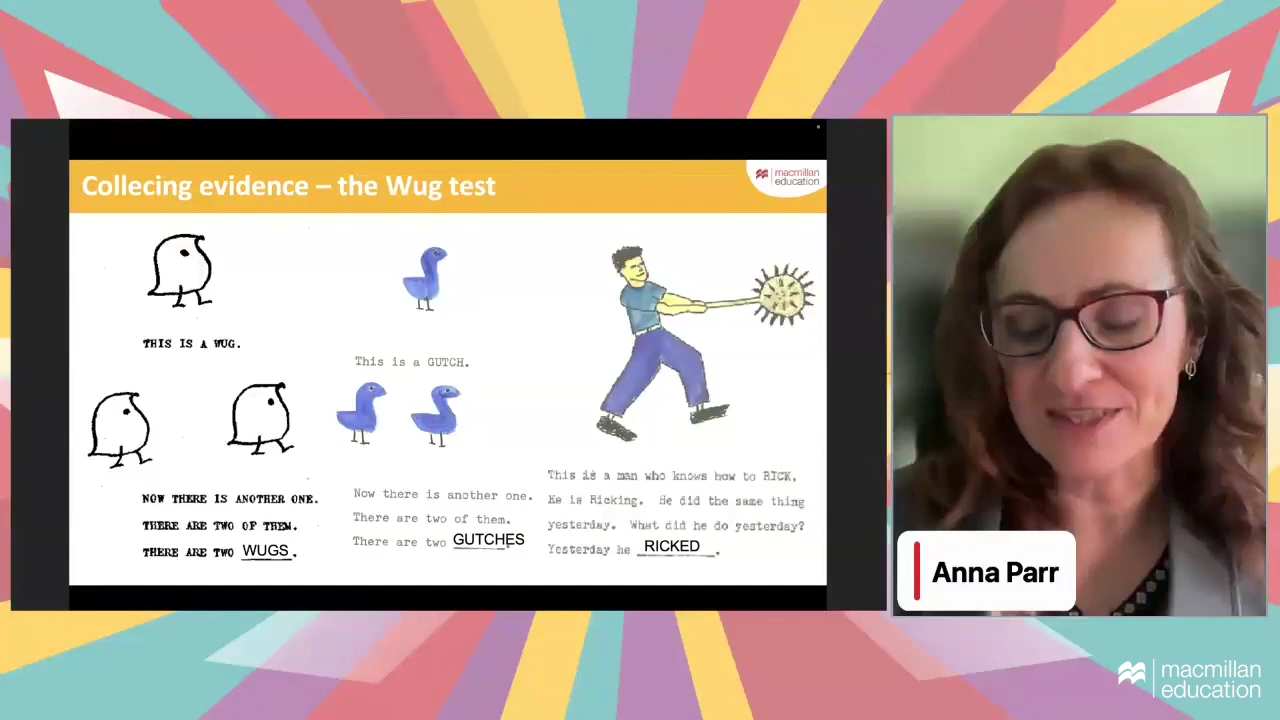 Collecing evidence – the Wug test
macmillan
education
THIS IS A WUG.
NOW THERE IS ANOTHER ONE.
THERE ARE TWO OF THEM.
THERE ARE TWO WUGS.
This is a GUTCH.
Now there is another one.
There are two of them.
There are two GUTCHES.
This is a man who knows how to RICK.
He is Ricking. He did the same thing
yesterday. What did he do yesterday?
Yesterday he RICKED.
Anna Parr
macmillan
education